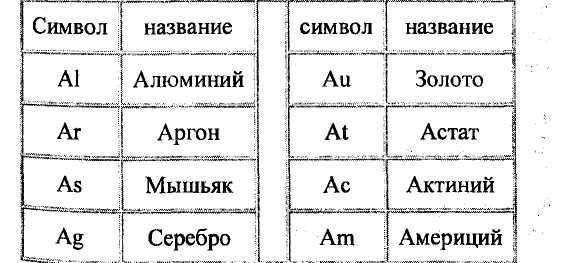 Символ название символ название
Al Алюминий Au Золото
Ar Аргон At Астат
As Мышьяк Ac Актиний
Ag Серебро Am Америций